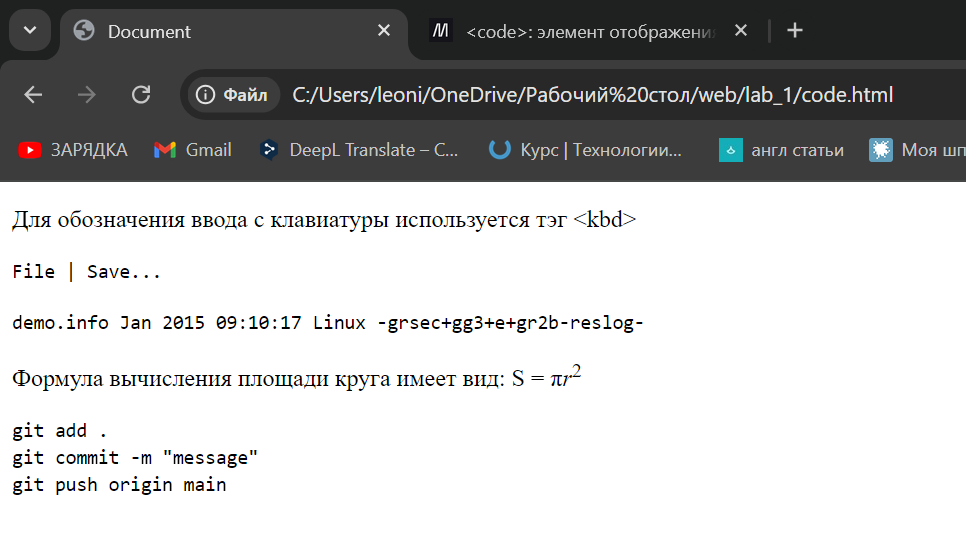 Document
<code>: элемент отображени
Файл
C:/Users/leoni/OneDrive/Рабочий%20стол/web/lab_1/code.html
ЗАРЯДКА
Gmail
DeepL Translate – C...
Курс | Технологии...
англ статьи
Моя шп
Для обозначения ввода с клавиатуры используется тэг <kbd>
File | Save...
demo.info Jan 2015 09:10:17 Linux -grsec+gg3+e+gr2b-reslog-
Формула вычисления площади круга имеет вид: S = πr²
git add .
git commit -m "message"
git push origin main